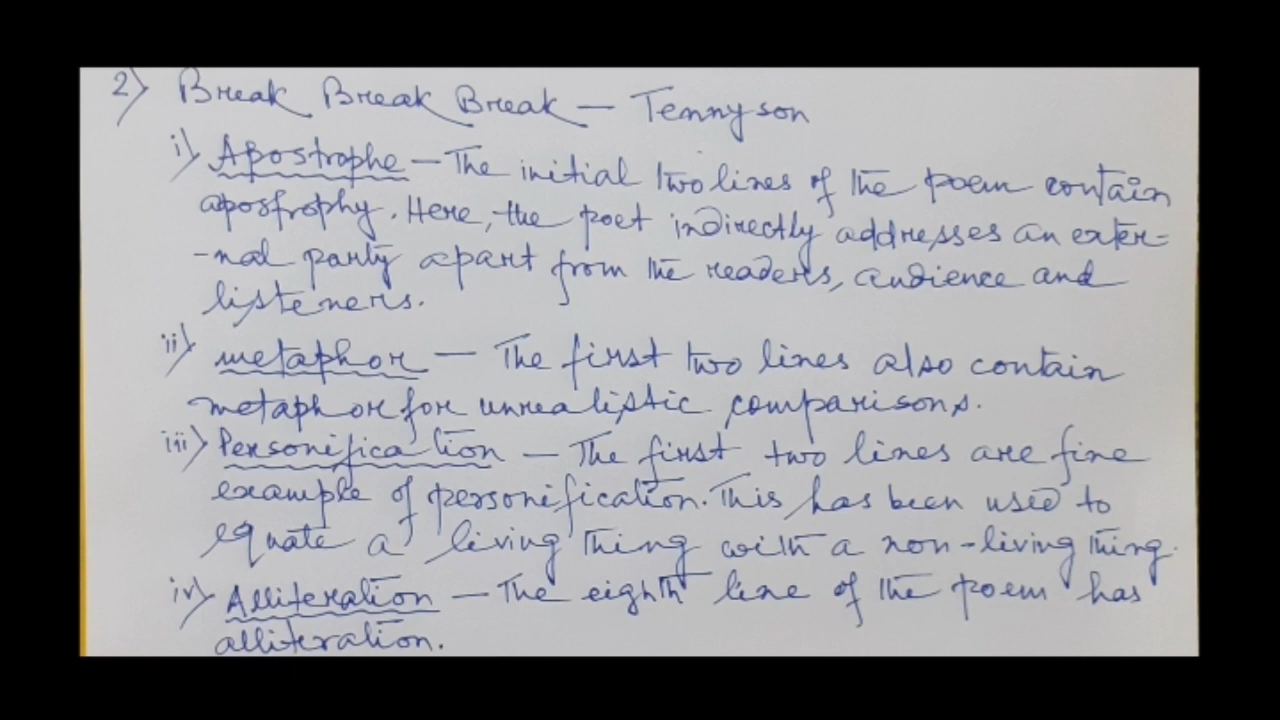 2) Break Break Break — Tennyson
i) Apostrophe — The initial two lines of the poem contain
apostrophy. Here, the poet indirectly addresses an exter-
-nal party apart from the readers, audience and
listeners.
ii) metaphor — The first two lines also contain
metaphor for unrealistic comparisons.
iii) Personification — The first two lines are fine
example of personification. This has been used to
equate a living thing with a non-living thing.
iv) Alliteration — The eighth line of the poem has
alliteration.